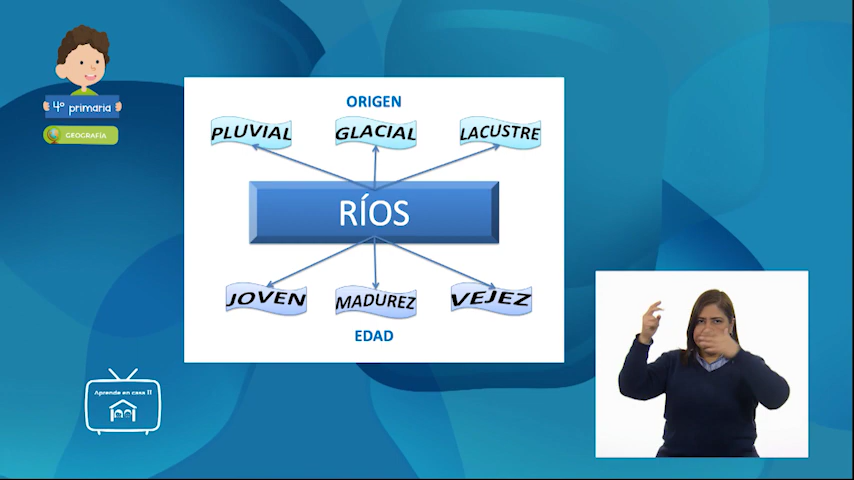 4° primaria
GEOGRAFÍA
ORIGEN
PLUVIAL GLACIAL LACUSTRE
RÍOS
JOVEN MADUREZ VEJEZ
EDAD
Aprende en casa II